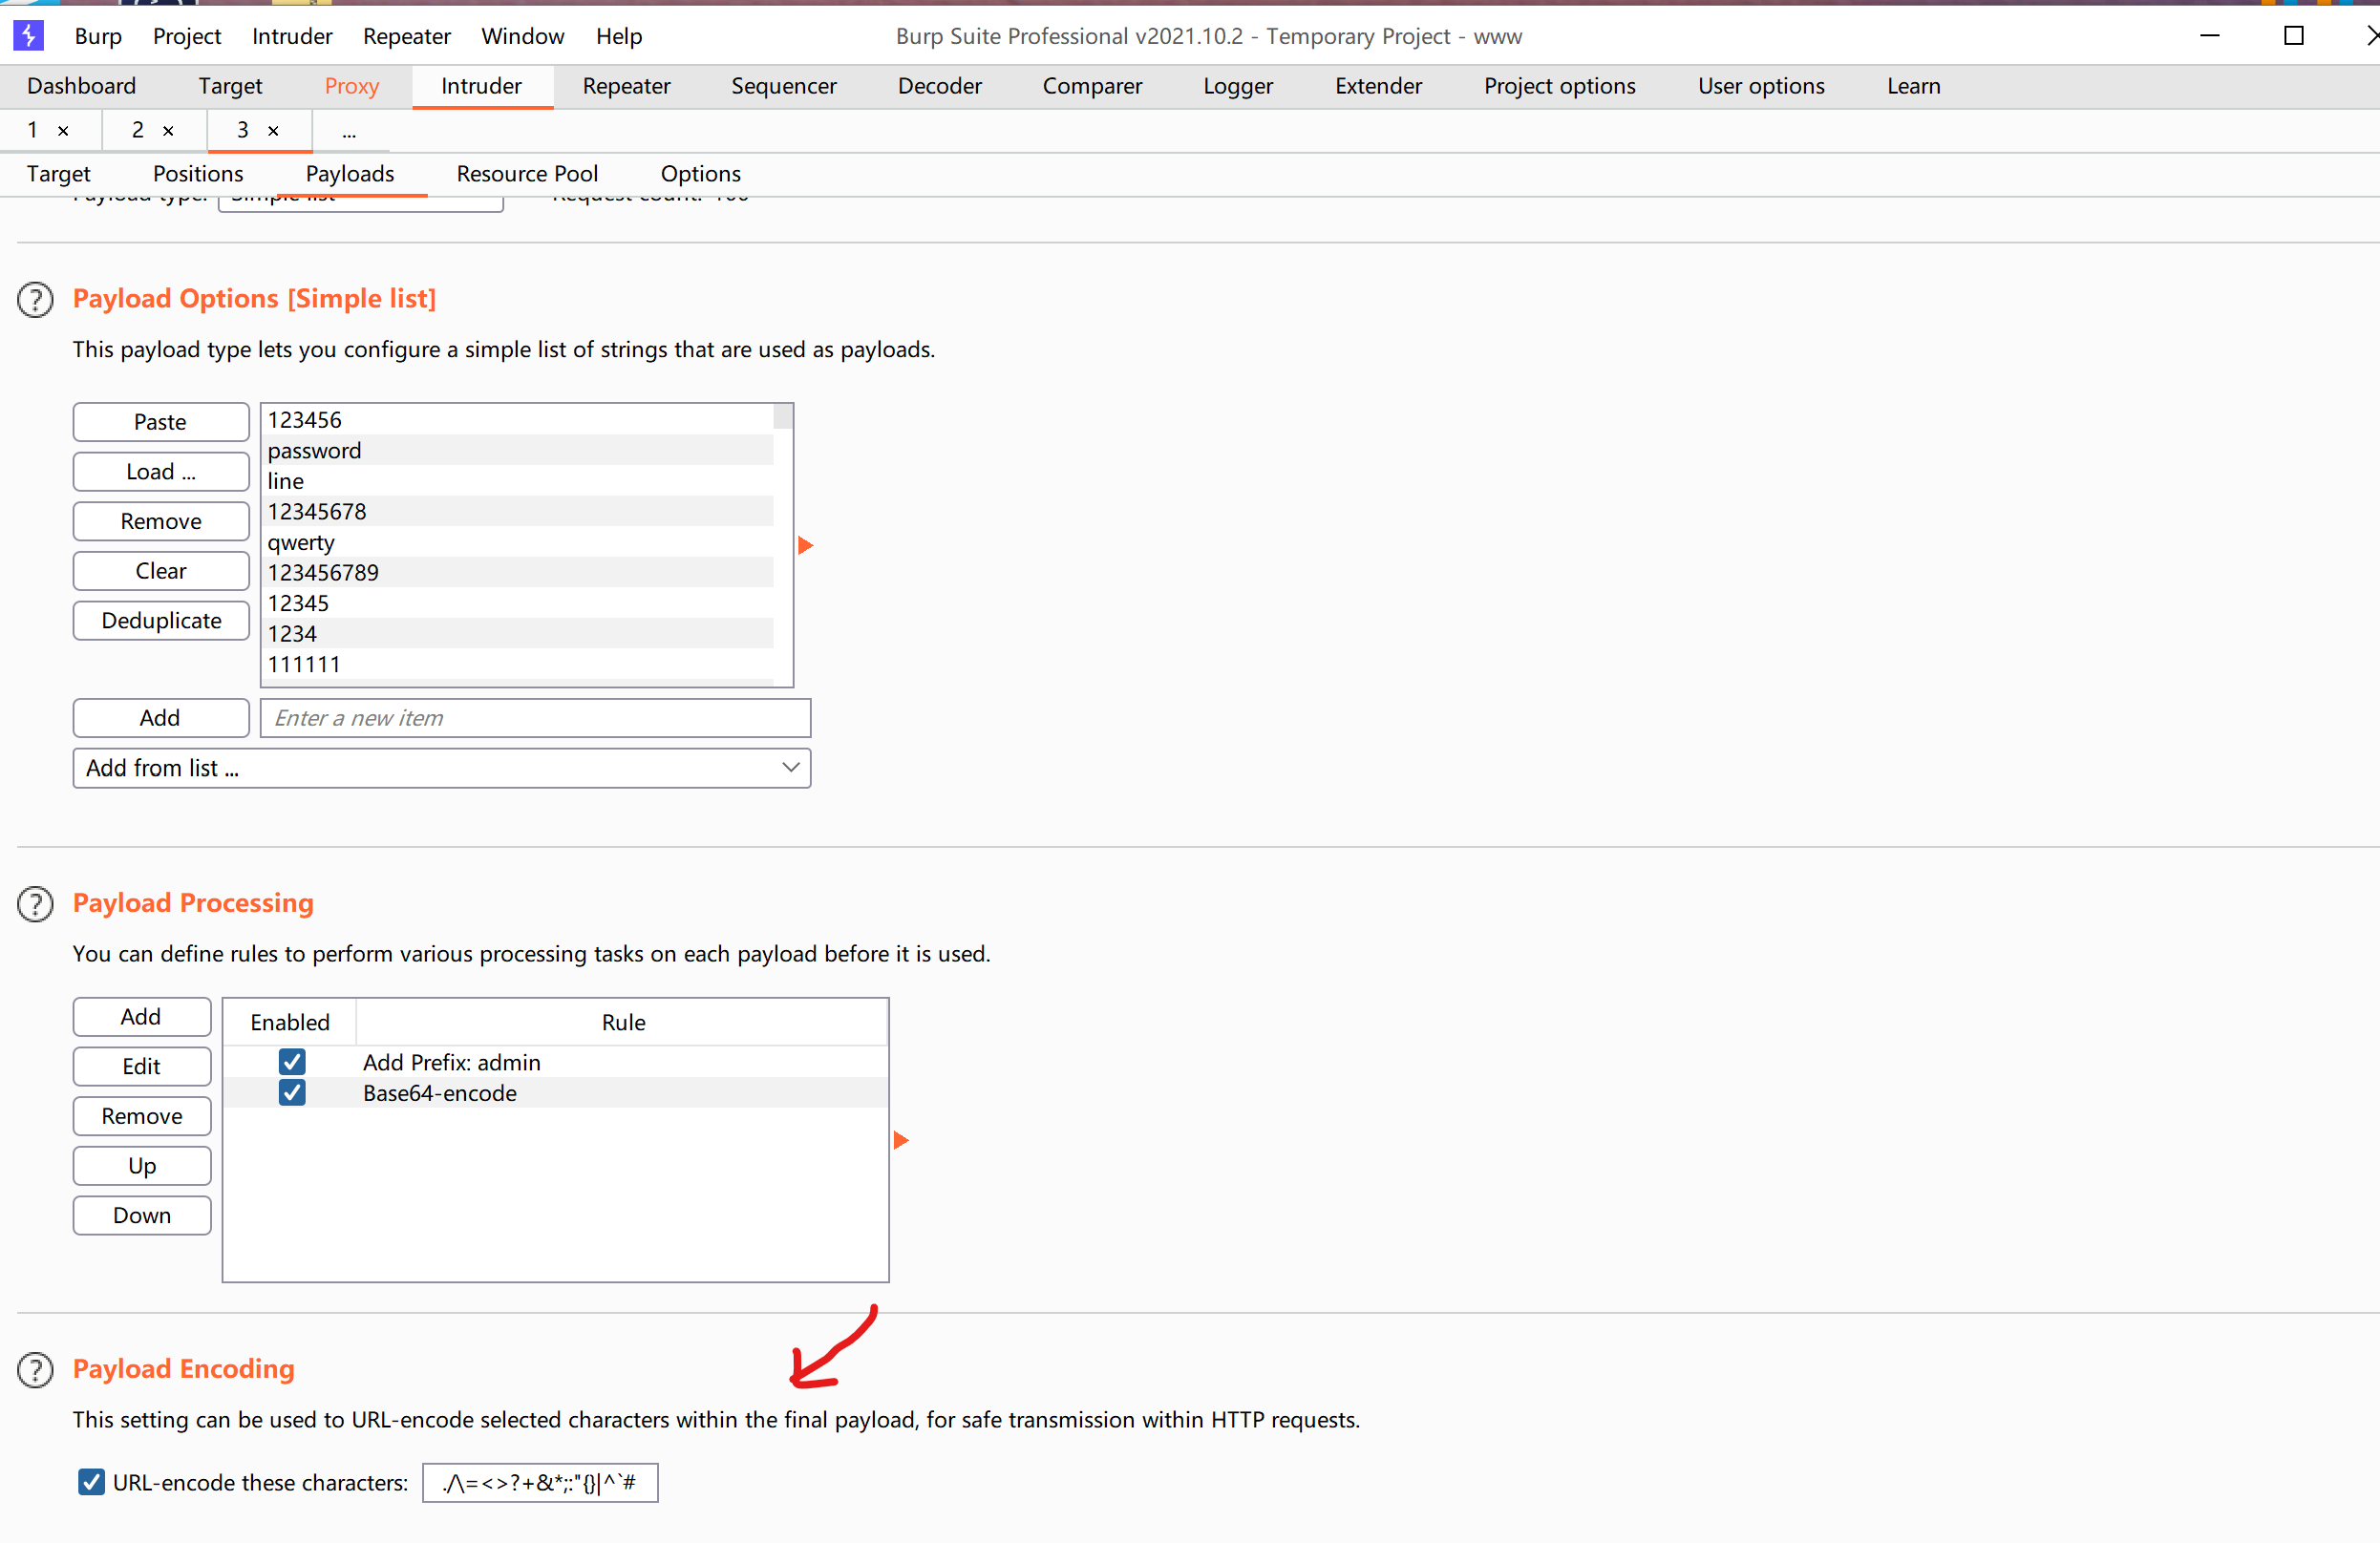 Burp Project Intruder Repeater Window Help Burp Suite Professional v2021.10.2 - Temporary Project - www
Dashboard Target Proxy Intruder Repeater Sequencer Decoder Comparer Logger Extender Project options User options Learn
1 × 2 × 3 × ...
Target Positions Payloads Resource Pool Options
Payload type: Simple list Request count: 100
Payload Options [Simple list]
This payload type lets you configure a simple list of strings that are used as payloads.
Paste
Load ...
Remove
Clear
Deduplicate
123456
password
line
12345678
qwerty
123456789
12345
1234
111111
Add Enter a new item
Add from list ...
Payload Processing
You can define rules to perform various processing tasks on each payload before it is used.
Add
Edit
Remove
Up
Down
Enabled Rule
Add Prefix: admin
Base64-encode
Payload Encoding
This setting can be used to URL-encode selected characters within the final payload, for safe transmission within HTTP requests.
URL-encode these characters: ./\=<>?+&*;:"{}|^`#